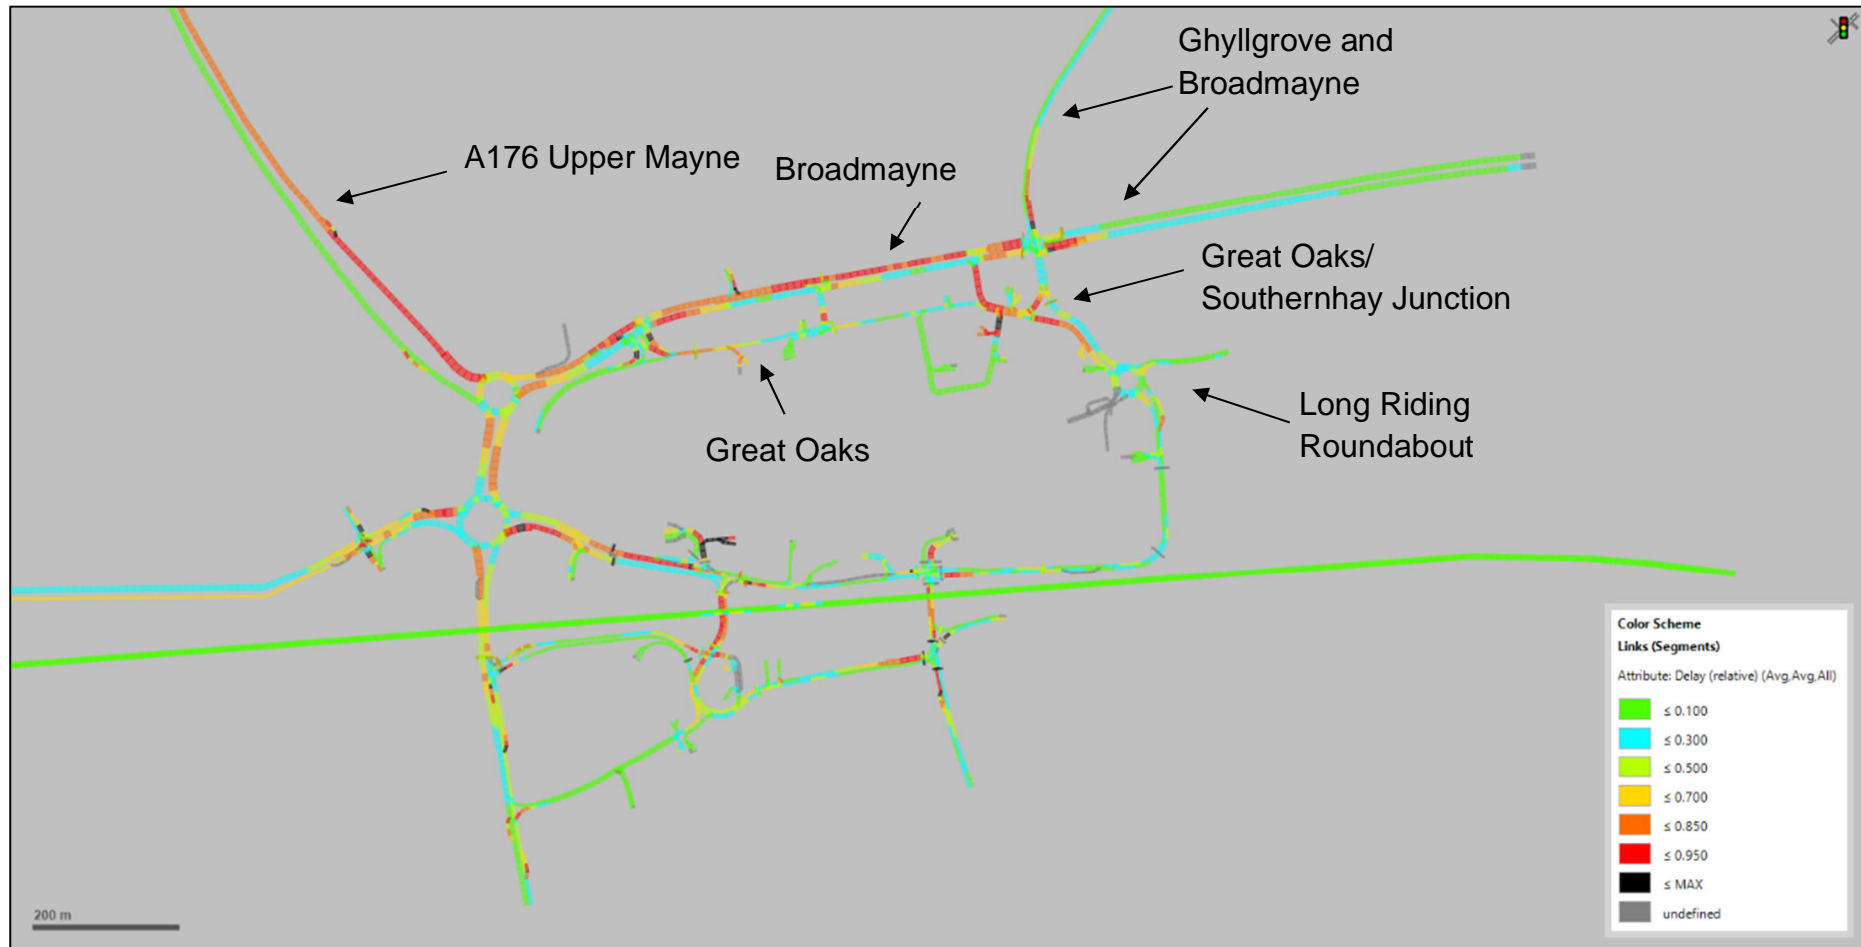 Ghyllgrove and
Broadmayne
A176 Upper Mayne
Broadmayne
Great Oaks/
Southernhay Junction
Long Riding
Roundabout
Great Oaks
Color Scheme
Links (Segments)
Attribute: Delay (relative) (Avg,Avg,All)
≤ 0.100
≤ 0.300
≤ 0.500
≤ 0.700
≤ 0.850
≤ 0.950
≤ MAX
undefined
200 m